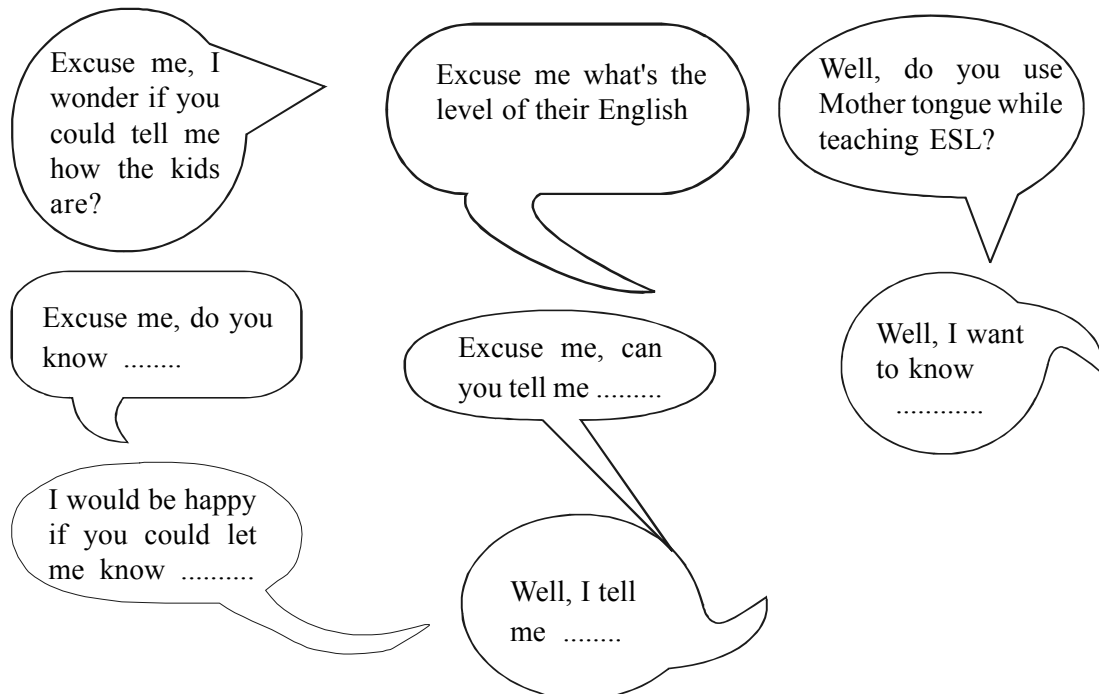 Excuse me, I
wonder if you
could tell me
how the kids
are?
Excuse me what's the
level of their English
Well, do you use
Mother tongue while
teaching ESL?
Excuse me, do you
know ........
Excuse me, can
you tell me .........
Well, I want
to know
............
I would be happy
if you could let
me know ..........
Well, I tell
me ........